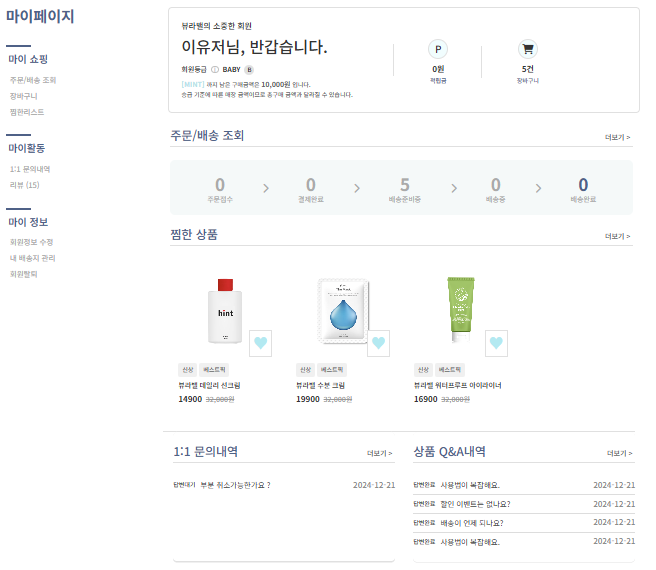 마이페이지
마이 쇼핑
주문/배송 조회
장바구니
찜한리스트
마이활동
1:1 문의내역
리뷰 (15)
마이 정보
회원정보 수정
내 배송지 관리
회원탈퇴
뷰라벨의 소중한 회원
이유저님, 반갑습니다.
회원등급 ⓘ BABY B
[MINT] 까지 남은 구매금액은 10,000원 입니다.
승급 기준에 따른 매장 금액이므로 총구매 금액과 달라질 수 있습니다.
P
0원
적립금
5건
장바구니
주문/배송 조회
더보기 >
0 > 0 > 5 > 0 > 0
주문접수 결제완료 배송준비중 배송중 배송완료
찜한 상품
더보기 >
hint
신상 베스트픽
뷰라벨 데일리 선크림
14900 32,000원
신상 베스트픽
뷰라벨 수분 크림
19900 32,000원
신상 베스트픽
뷰라벨 워터프루프 아이라이너
16900 32,000원
1:1 문의내역
더보기 >
답변대기 부분 취소가능한가요 ? 2024-12-21
상품 Q&A내역
더보기 >
답변완료 사용법이 복잡해요. 2024-12-21
답변완료 할인 이벤트는 없나요? 2024-12-21
답변완료 배송이 언제 되나요? 2024-12-21
답변완료 사용법이 복잡해요. 2024-12-21